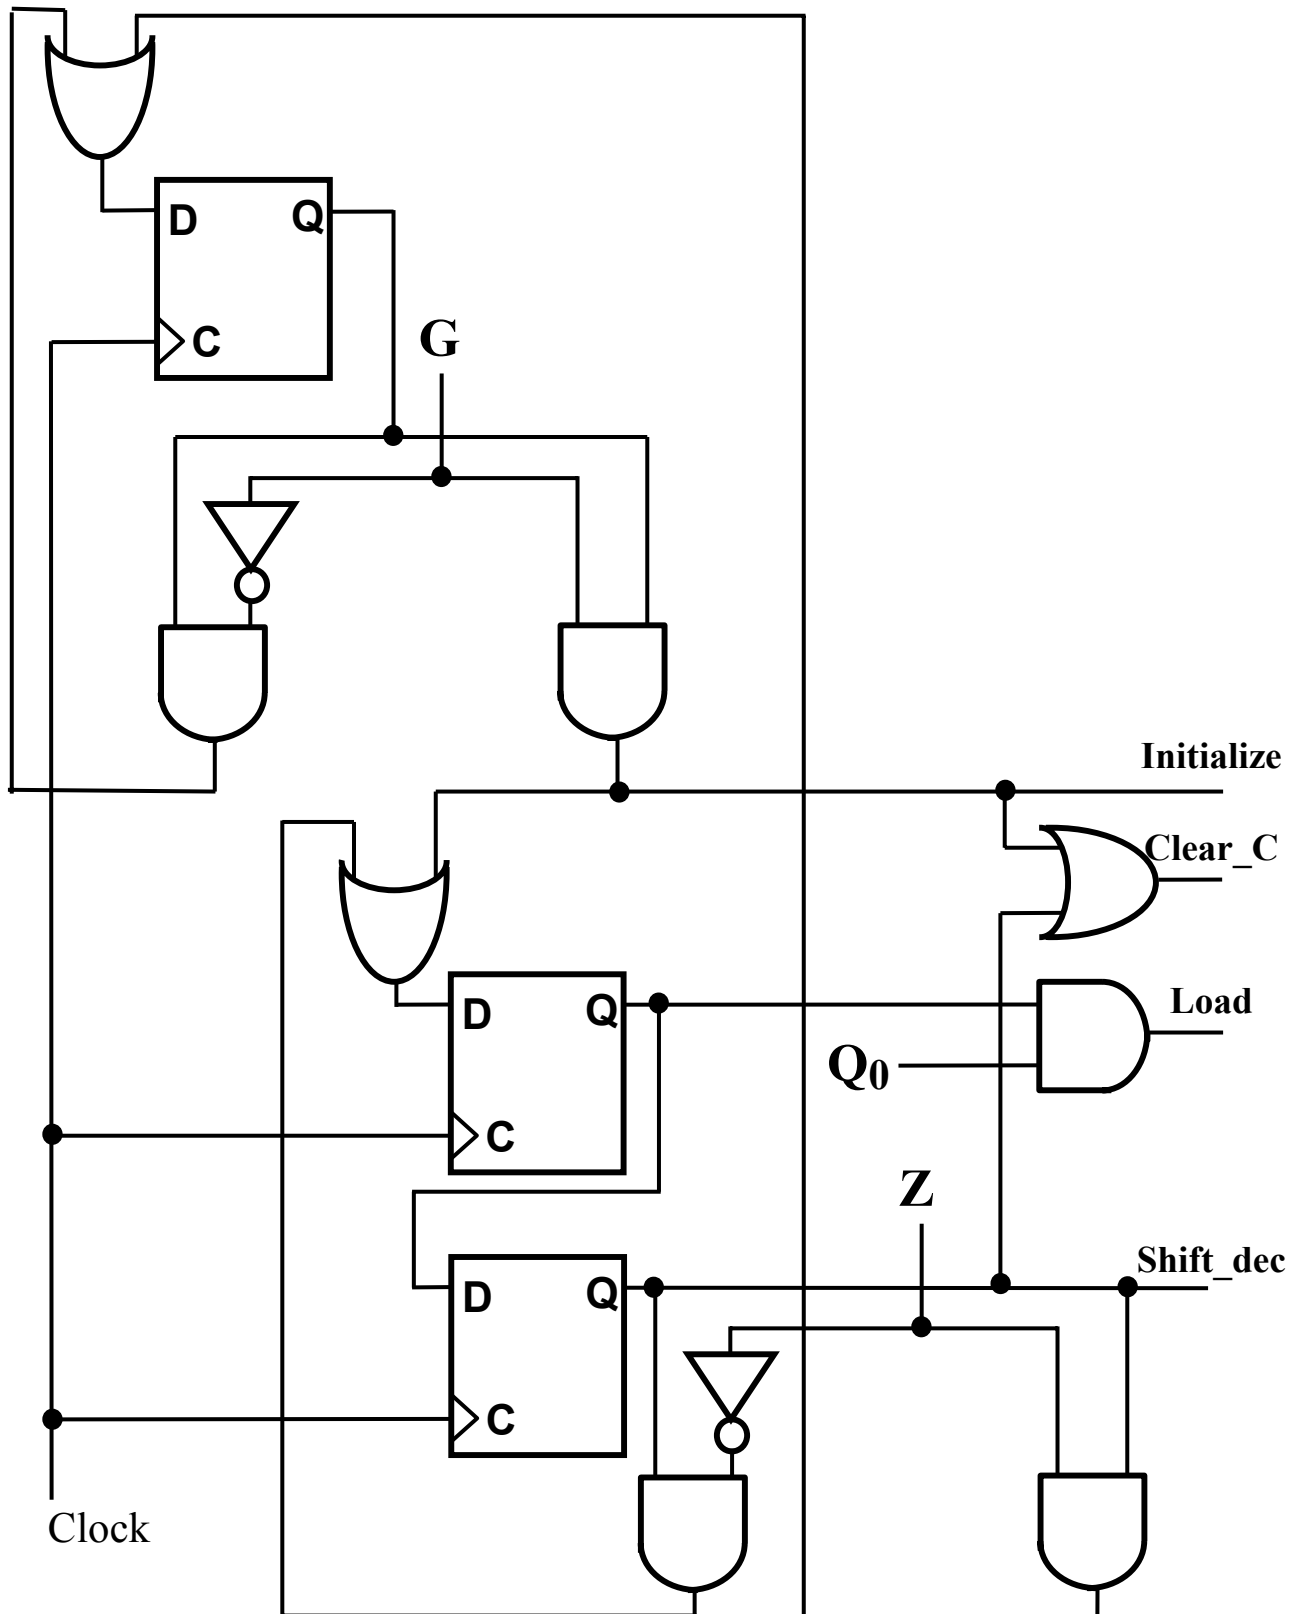 D Q
C
G
Initialize
Clear_C
D Q
Load
Q₀
C
Z
Shift_dec
D Q
C
Clock